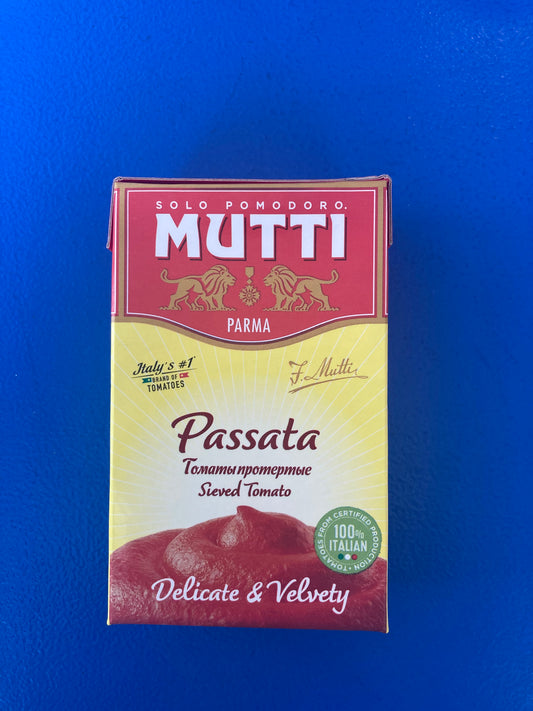 SOLO POMODORO.
MUTTI
PARMA
Italy's #1*
BRAND OF
TOMATOES
F. Mutti
Passata
Томаты протертые
Sieved Tomato
TOMATOES FROM CERTIFIED PRODUCTION
100%
ITALIAN
Delicate & Velvety